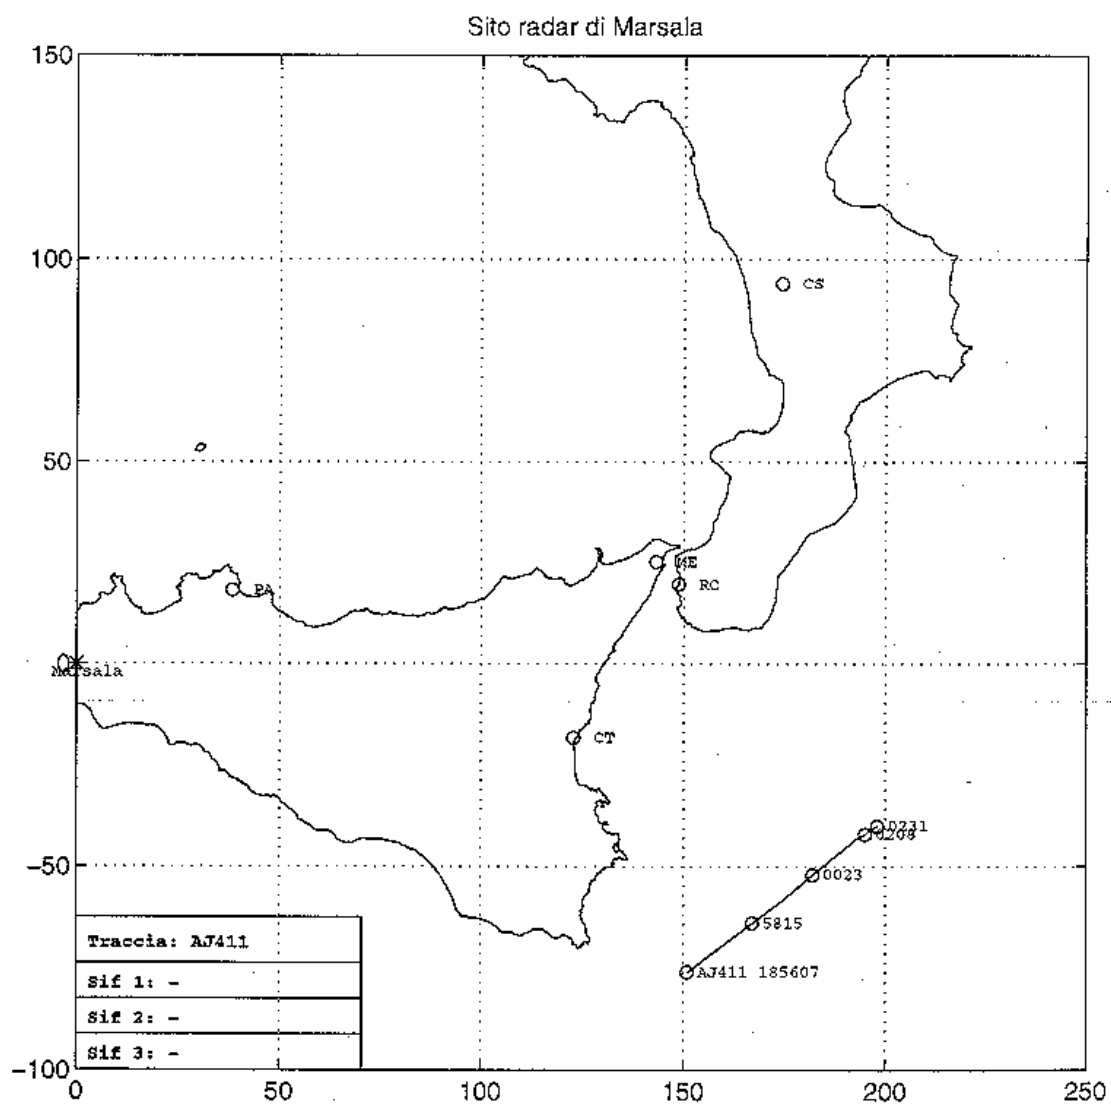 Sito radar di Marsala
150
100
CS
50
ME
PA
RC
0
Marsala
CT
0231
0208
-50
0023
5815
Traccia: AJ411
AJ411 185607
Sif 1: -
Sif 2: -
Sif 3: -
-100
0 50 100 150 200 250